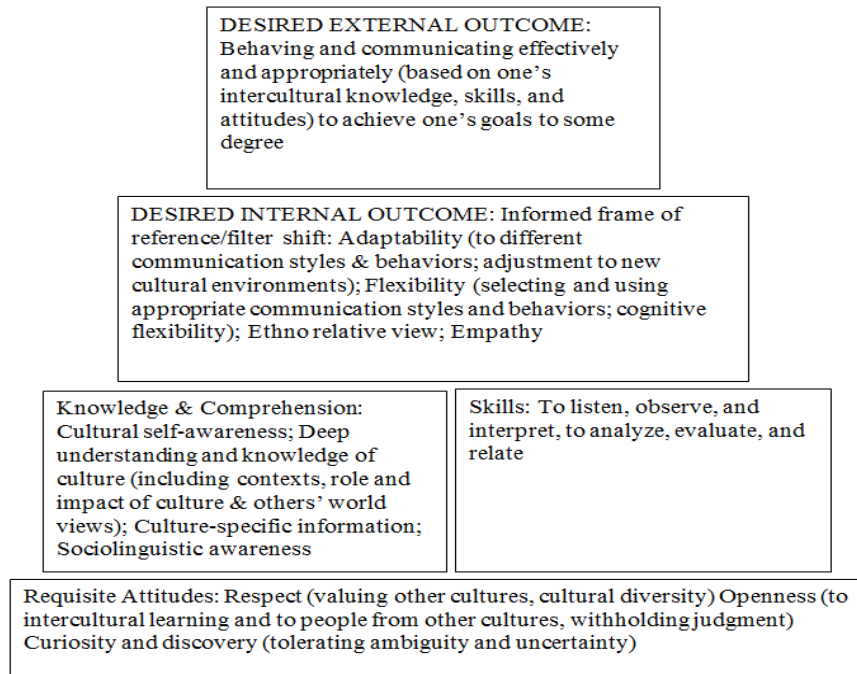 DESIRED EXTERNAL OUTCOME:
Behaving and communicating effectively
and appropriately (based on one's
intercultural knowledge, skills, and
attitudes) to achieve one's goals to some
degree
DESIRED INTERNAL OUTCOME: Informed frame of
reference/filter shift: Adaptability (to different
communication styles & behaviors; adjustment to new
cultural environments); Flexibility (selecting and using
appropriate communication styles and behaviors; cognitive
flexibility); Ethno relative view; Empathy
Knowledge & Comprehension:
Cultural self-awareness; Deep
understanding and knowledge of
culture (including contexts, role and
impact of culture & others' world
views); Culture-specific information;
Sociolinguistic awareness
Skills: To listen, observe, and
interpret, to analyze, evaluate, and
relate
Requisite Attitudes: Respect (valuing other cultures, cultural diversity) Openness (to
intercultural learning and to people from other cultures, withholding judgment)
Curiosity and discovery (tolerating ambiguity and uncertainty)